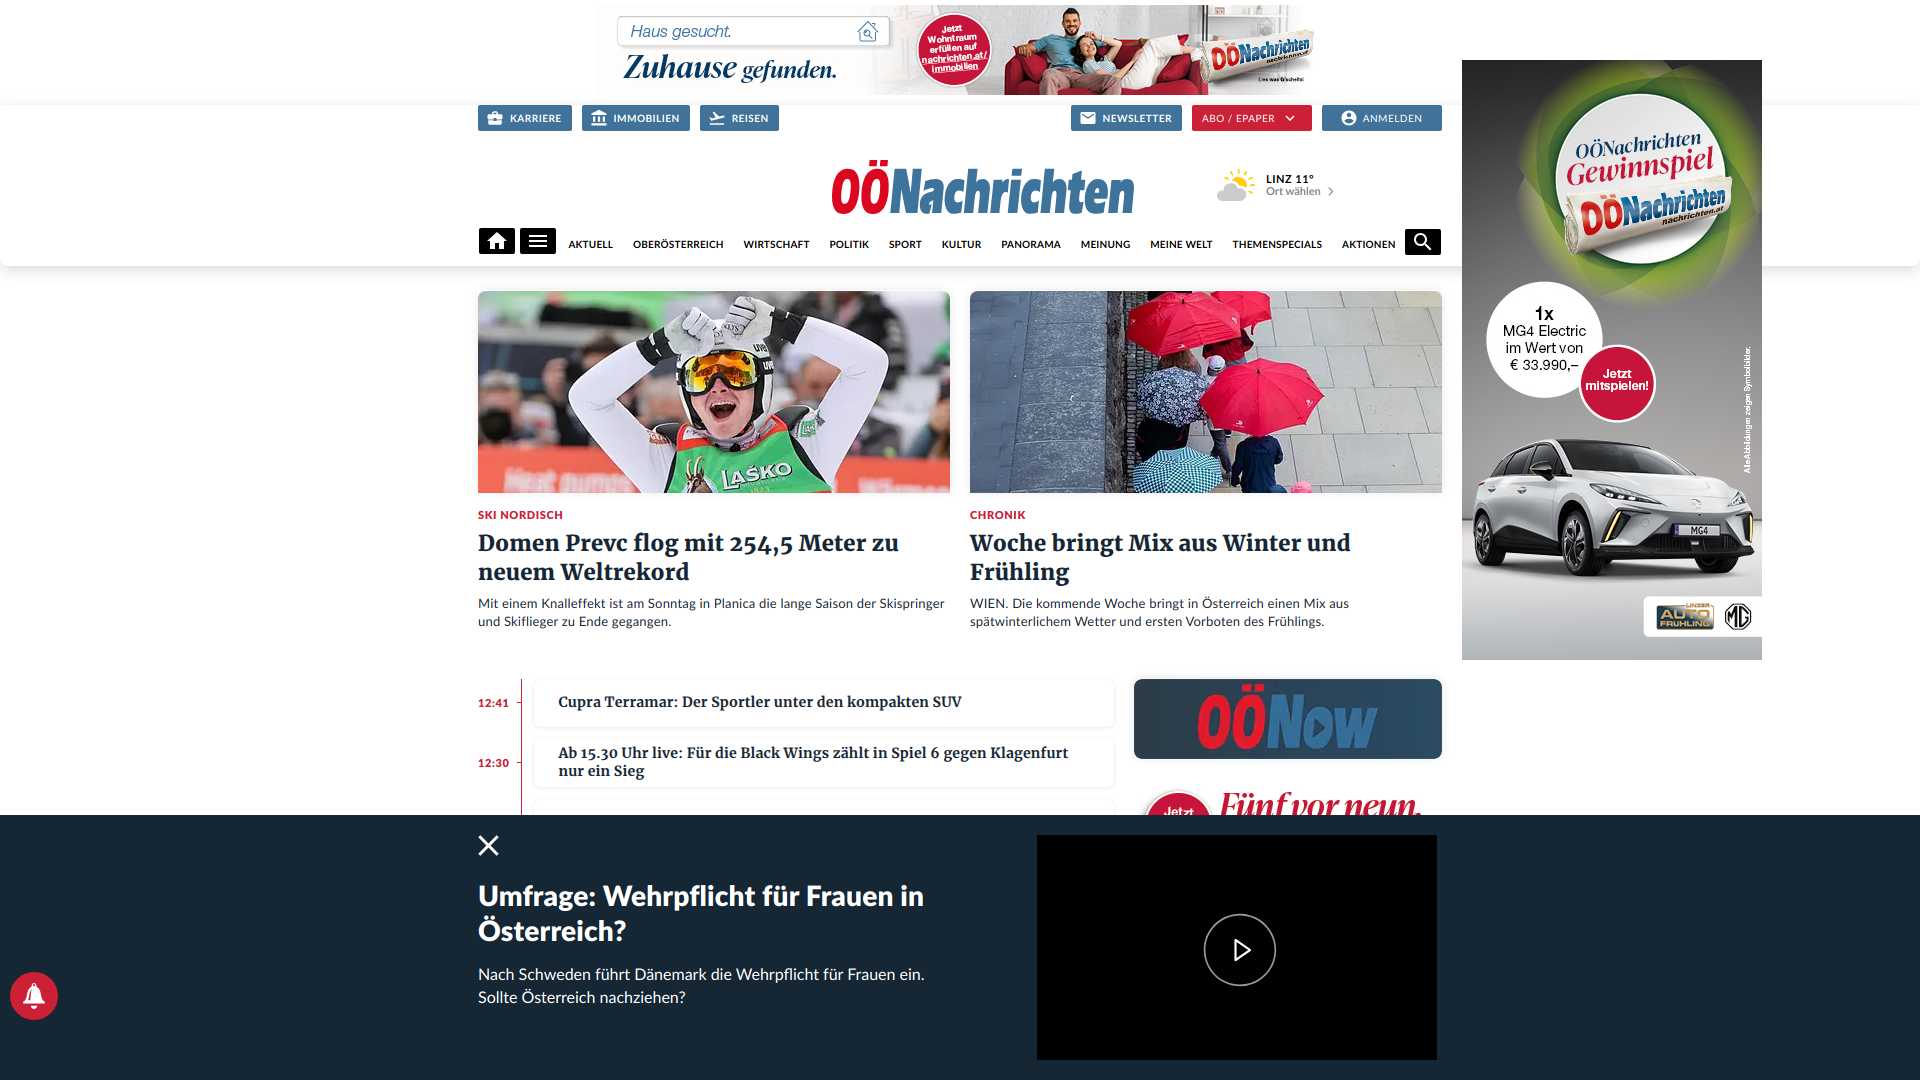 Haus gesucht.
Zuhause gefunden.
Jetzt
Wohntraum
erfüllen auf
nachrichten.at/
immobilien
OÖNachrichten
nachrichten.at
Lies was G'scheits!
KARRIERE
IMMOBILIEN
REISEN
NEWSLETTER
ABO / EPAPER
ANMELDEN
OÖNachrichten
LINZ 11°
Ort wählen
AKTUELL
OBERÖSTERREICH
WIRTSCHAFT
POLITIK
SPORT
KULTUR
PANORAMA
MEINUNG
MEINE WELT
THEMENSPECIALS
AKTIONEN
OÖNachrichten
Gewinnspiel
OÖNachrichten
nachrichten.at
1x
MG4 Electric
im Wert von
€ 33.990,–
Jetzt
mitspielen!
Alle Abbildungen zeigen Symbolbilder.
MG4
LINZER
AUTO
FRÜHLING
MG
LAŠKO
SKI NORDISCH
Domen Prevc flog mit 254,5 Meter zu
neuem Weltrekord
Mit einem Knalleffekt ist am Sonntag in Planica die lange Saison der Skispringer
und Skiflieger zu Ende gegangen.
CHRONIK
Woche bringt Mix aus Winter und
Frühling
WIEN. Die kommende Woche bringt in Österreich einen Mix aus
spätwinterlichem Wetter und ersten Vorboten des Frühlings.
12:41
Cupra Terramar: Der Sportler unter den kompakten SUV
12:30
Ab 15.30 Uhr live: Für die Black Wings zählt in Spiel 6 gegen Klagenfurt
nur ein Sieg
OÖNow
Jetzt
Fünf vor neun.
Umfrage: Wehrpflicht für Frauen in
Österreich?
Nach Schweden führt Dänemark die Wehrpflicht für Frauen ein.
Sollte Österreich nachziehen?